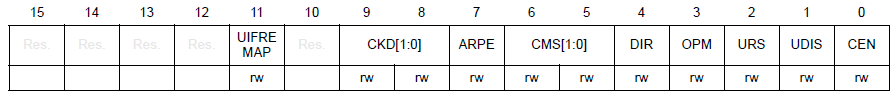 15 14 13 12 11 10 9 8 7 6 5 4 3 2 1 0
Res. Res. Res. Res. UIFRE Res. CKD[1:0] ARPE CMS[1:0] DIR OPM URS UDIS CEN
MAP
rw rw rw rw rw rw rw rw rw rw rw